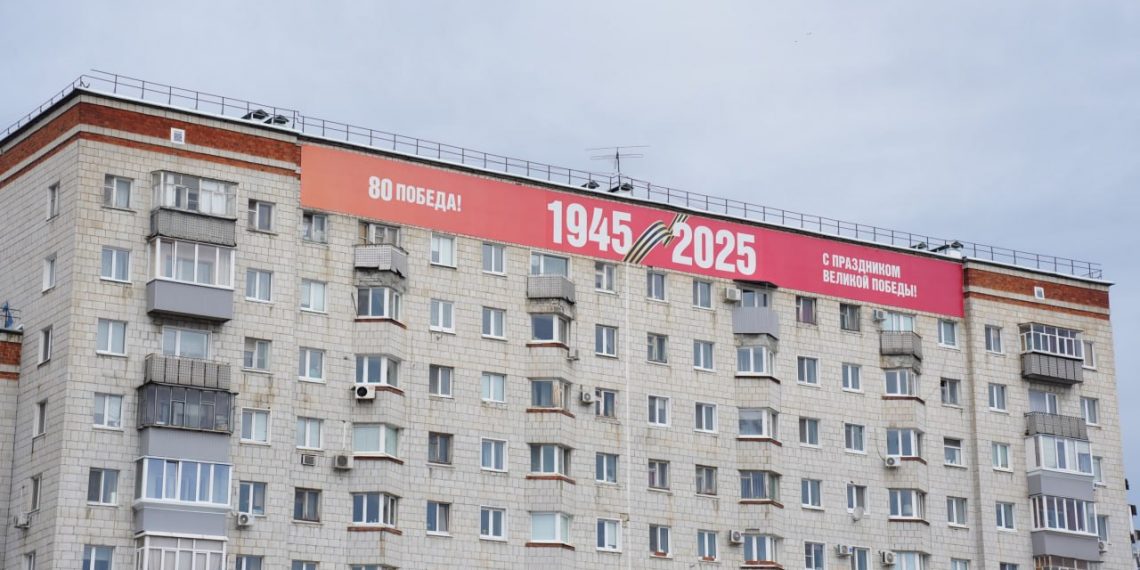 80 ПОБЕДА!
1945 2025
С ПРАЗДНИКОМ
ВЕЛИКОЙ ПОБЕДЫ!